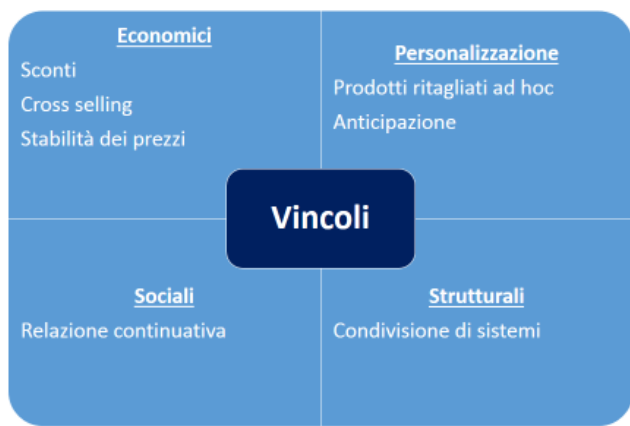 Economici
Sconti
Cross selling
Stabilità dei prezzi
Personalizzazione
Prodotti ritagliati ad hoc
Anticipazione
Vincoli
Sociali
Relazione continuativa
Strutturali
Condivisione di sistemi